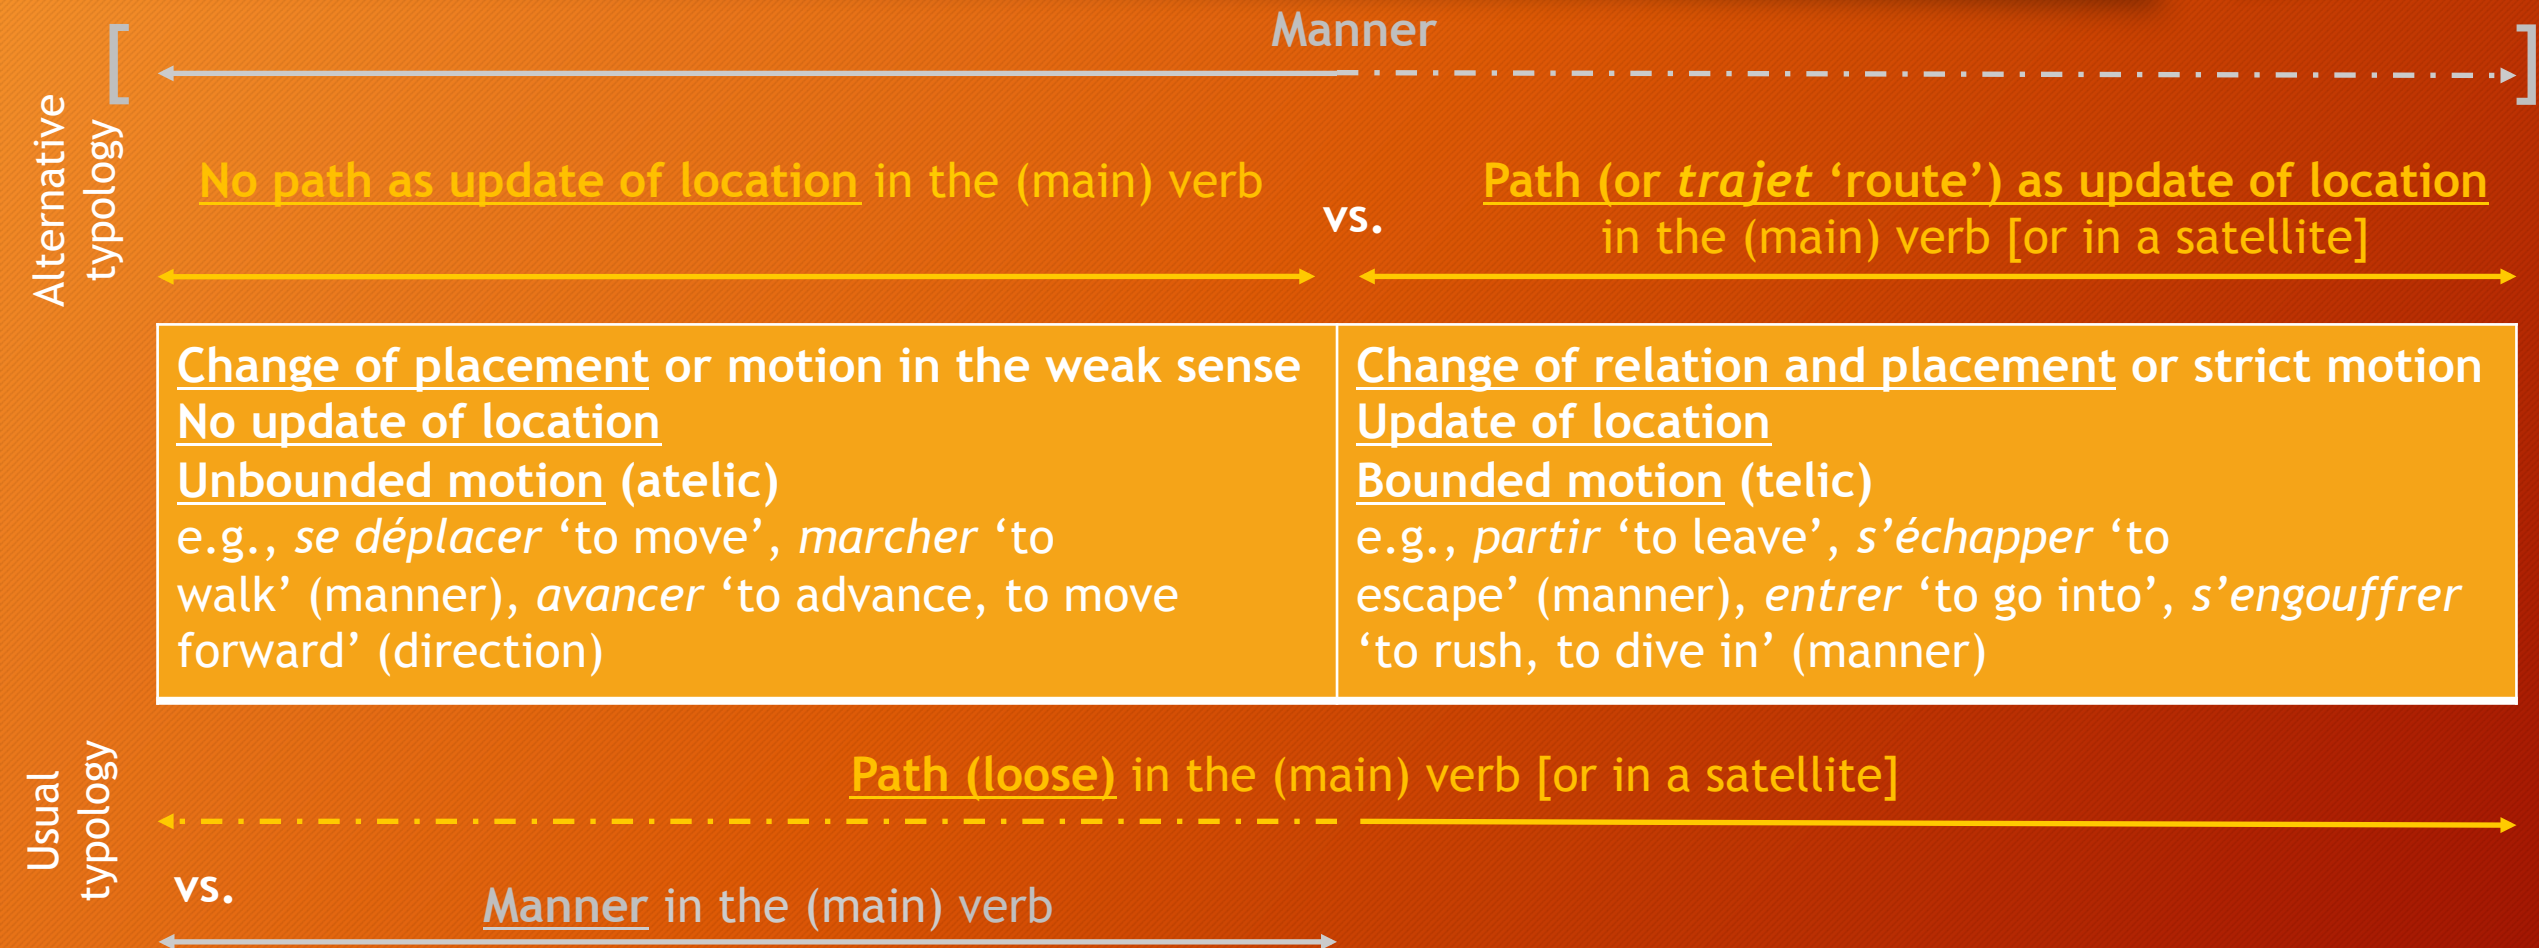 [ Manner ]
Alternative
typology
No path as update of location in the (main) verb
vs.
Path (or trajet ‘route’) as update of location
in the (main) verb [or in a satellite]
Change of placement or motion in the weak sense
No update of location
Unbounded motion (atelic)
e.g., se déplacer ‘to move’, marcher ‘to
walk’ (manner), avancer ‘to advance, to move
forward’ (direction)
Change of relation and placement or strict motion
Update of location
Bounded motion (telic)
e.g., partir ‘to leave’, s’échapper ‘to
escape’ (manner), entrer ‘to go into’, s’engouffrer
‘to rush, to dive in’ (manner)
Usual
typology
Path (loose) in the (main) verb [or in a satellite]
vs.
Manner in the (main) verb